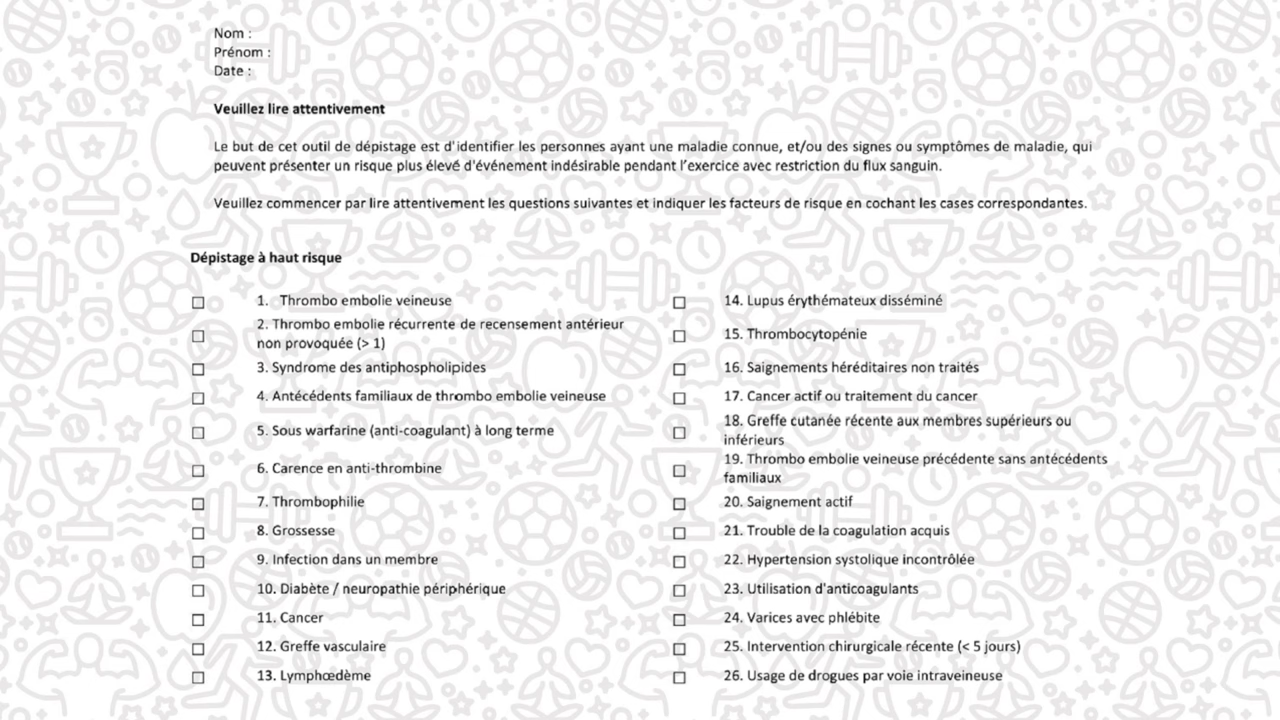 Nom :
Prénom :
Date :
Veuillez lire attentivement
Le but de cet outil de dépistage est d'identifier les personnes ayant une maladie connue, et/ou des signes ou symptômes de maladie, qui
peuvent présenter un risque plus élevé d'événement indésirable pendant l'exercice avec restriction du flux sanguin.
Veuillez commencer par lire attentivement les questions suivantes et indiquer les facteurs de risque en cochant les cases correspondantes.
Dépistage à haut risque
☐ 1. Thrombo embolie veineuse
☐ 2. Thrombo embolie récurrente de recensement antérieur
non provoquée (> 1)
☐ 3. Syndrome des antiphospholipides
☐ 4. Antécédents familiaux de thrombo embolie veineuse
☐ 5. Sous warfarine (anti-coagulant) à long terme
☐ 6. Carence en anti-thrombine
☐ 7. Thrombophilie
☐ 8. Grossesse
☐ 9. Infection dans un membre
☐ 10. Diabète / neuropathie périphérique
☐ 11. Cancer
☐ 12. Greffe vasculaire
☐ 13. Lymphœdème
☐ 14. Lupus érythémateux disséminé
☐ 15. Thrombocytopénie
☐ 16. Saignements héréditaires non traités
☐ 17. Cancer actif ou traitement du cancer
☐ 18. Greffe cutanée récente aux membres supérieurs ou
inférieurs
☐ 19. Thrombo embolie veineuse précédente sans antécédents
familiaux
☐ 20. Saignement actif
☐ 21. Trouble de la coagulation acquis
☐ 22. Hypertension systolique incontrôlée
☐ 23. Utilisation d'anticoagulants
☐ 24. Varices avec phlébite
☐ 25. Intervention chirurgicale récente (< 5 jours)
☐ 26. Usage de drogues par voie intraveineuse